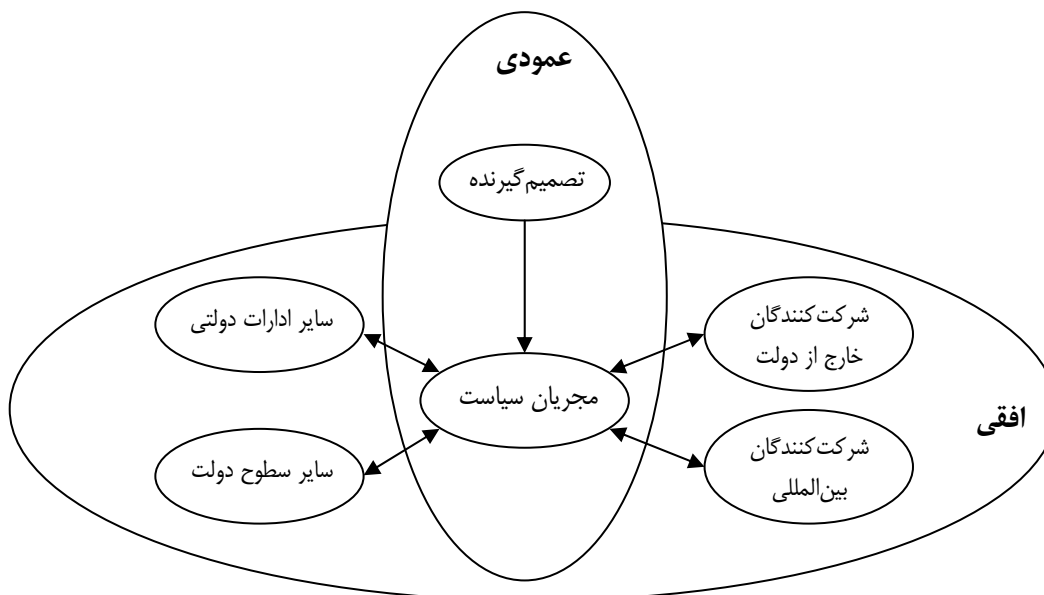 عمودی
تصمیم‌گیرنده
شرکت‌کنندگان
خارج از دولت
سایر ادارات دولتی
مجریان سیاست
افقی
شرکت‌کنندگان
بین‌المللی
سایر سطوح دولت